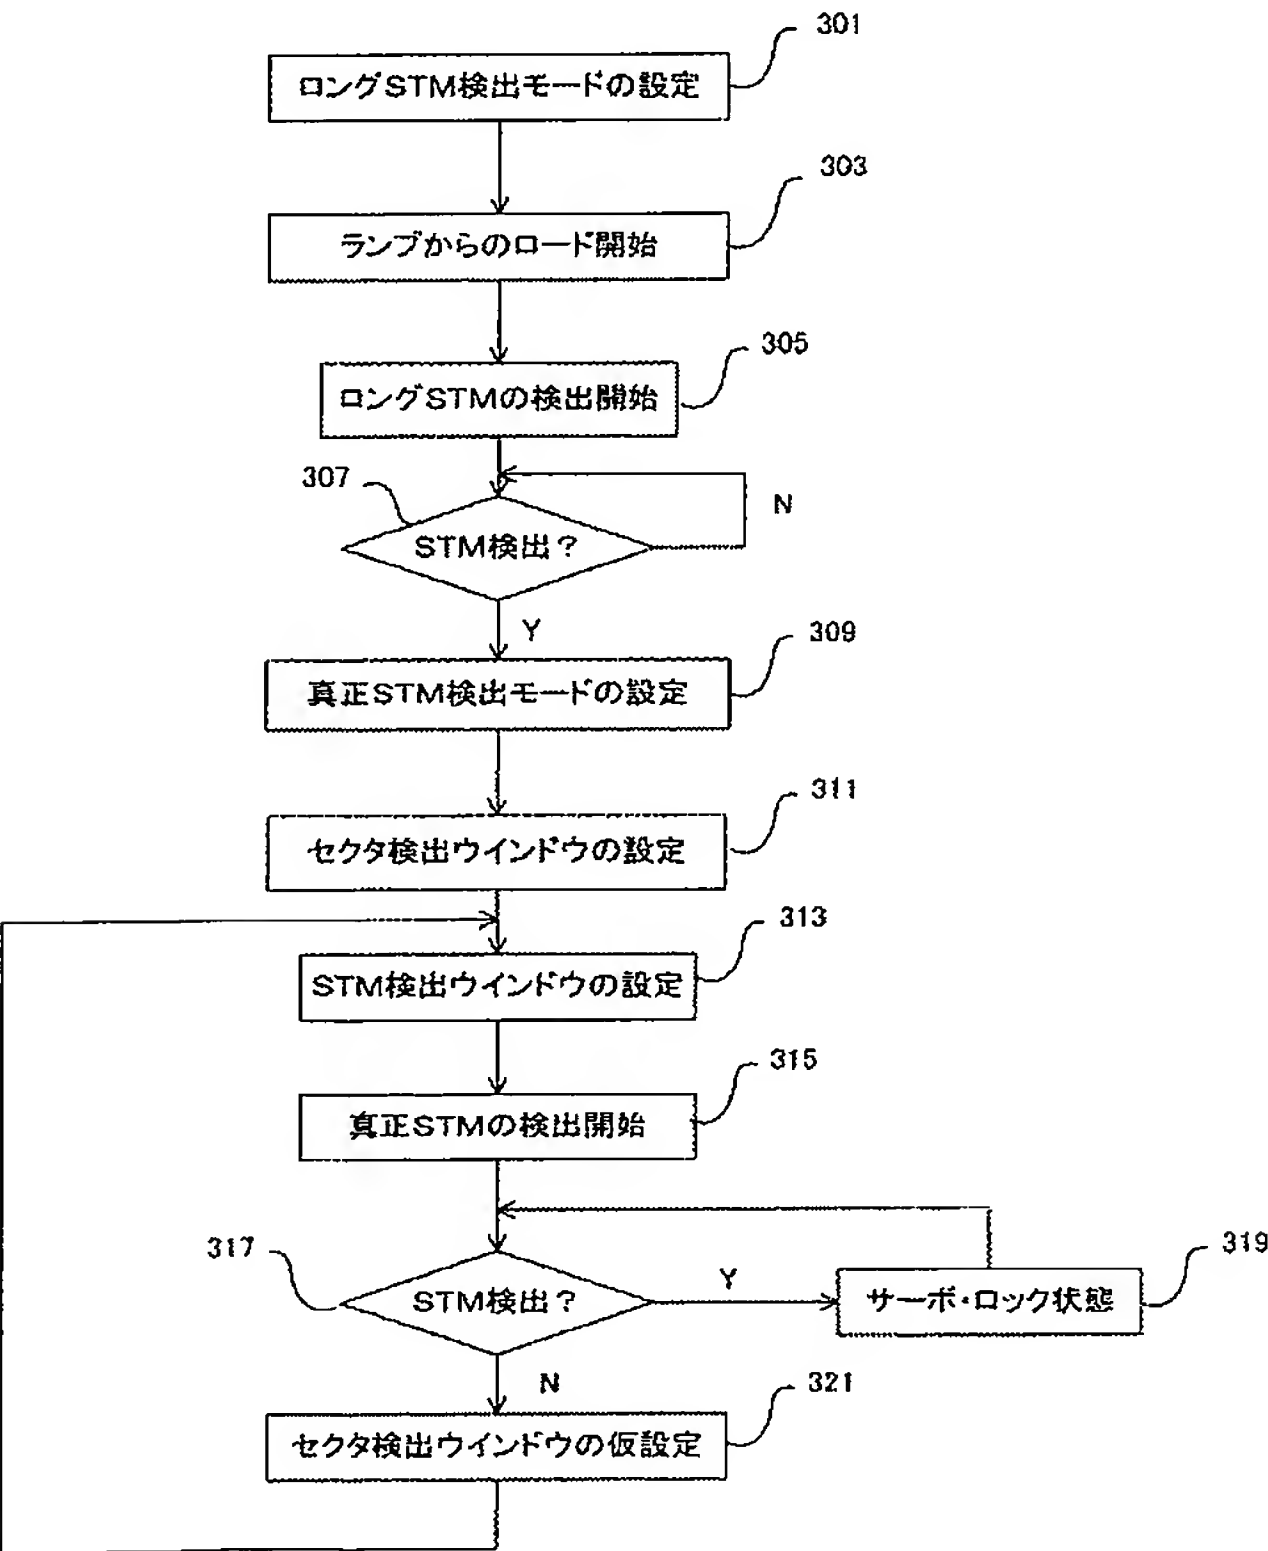 301
ロングSTM検出モードの設定
303
ランプからのロード開始
305
ロングSTMの検出開始
307
N
STM検出？
Y
309
真正STM検出モードの設定
311
セクタ検出ウインドウの設定
313
STM検出ウインドウの設定
315
真正STMの検出開始
317
STM検出？
Y
319
サーボ・ロック状態
N
321
セクタ検出ウインドウの仮設定